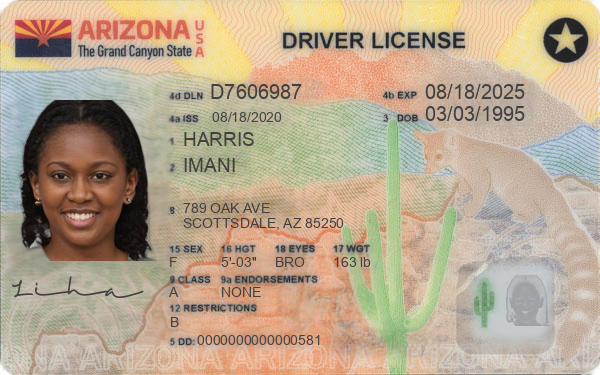 ARIZONA USA
The Grand Canyon State
DRIVER LICENSE
4d DLN D7606987
4b EXP 08/18/2025
4a ISS 08/18/2020
3 DOB 03/03/1995
1 HARRIS
2 IMANI
8 789 OAK AVE
SCOTTSDALE, AZ 85250
15 SEX 16 HGT 18 EYES 17 WGT
F 5'-03" BRO 163 lb
9 CLASS 9a ENDORSEMENTS
A NONE
12 RESTRICTIONS
B
5 DD: 0000000000000581
ARIZONA ARIZONA ARIZONA ARIZONA